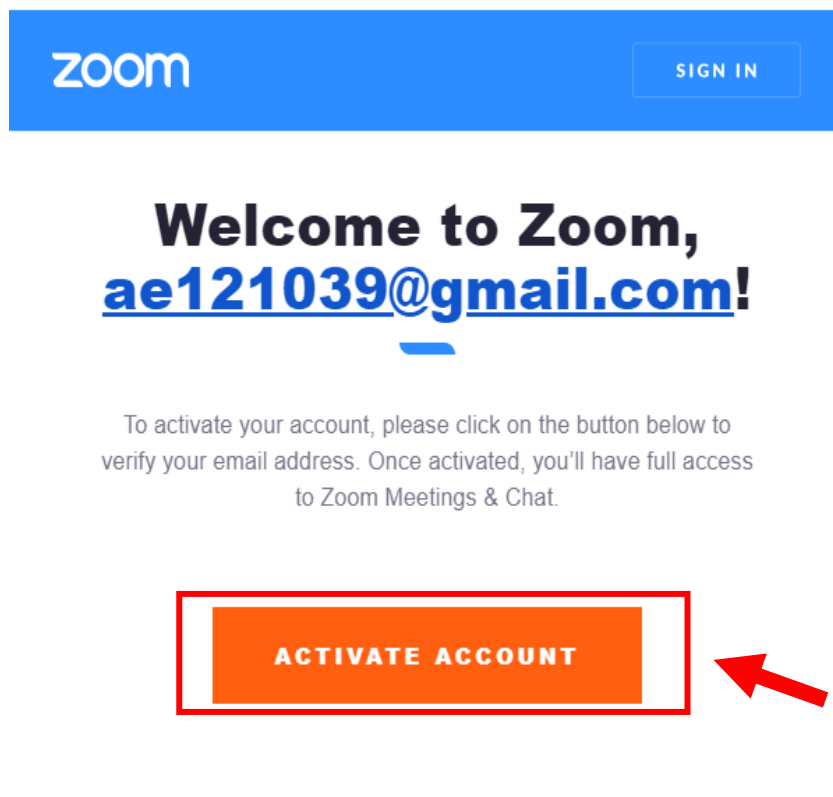 zoom
SIGN IN
Welcome to Zoom,
ae121039@gmail.com!
To activate your account, please click on the button below to
verify your email address. Once activated, you'll have full access
to Zoom Meetings & Chat.
ACTIVATE ACCOUNT